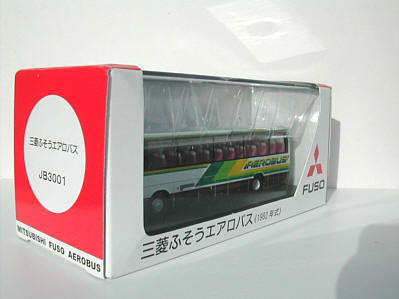 三菱ふそうエアロバス
JB3001
MITSUBISHI FUSO AEROBUS
AEROBUS
FUSO
三菱ふそうエアロバス(1982年式)